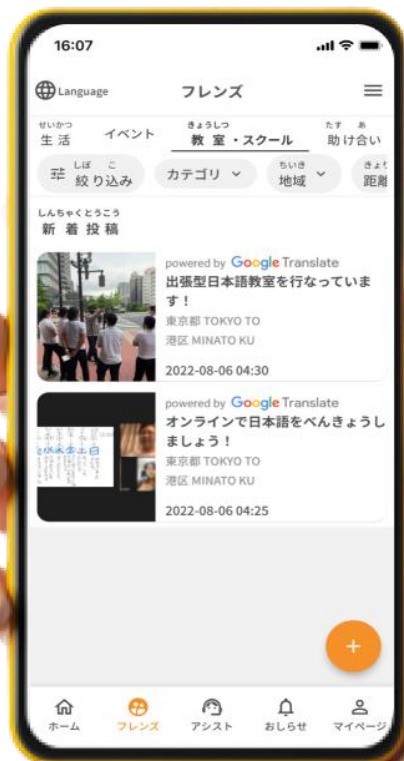 16:07
Language
フレンズ
せいかつ
生活
イベント
きょうしつ
教室・スクール
たす あ
助け合い
しぼ こ
絞り込み
カテゴリ
ちいき
地域
きょり
距離
しんちゃくとうこう
新着投稿
powered by Google Translate
出張型日本語教室を行なっていま
す！
東京都 TOKYO TO
港区 MINATO KU
2022-08-06 04:30
powered by Google Translate
オンラインで日本語をべんきょうし
ましょう！
東京都 TOKYO TO
港区 MINATO KU
2022-08-06 04:25
ホーム
フレンズ
アシスト
おしらせ
マイページ